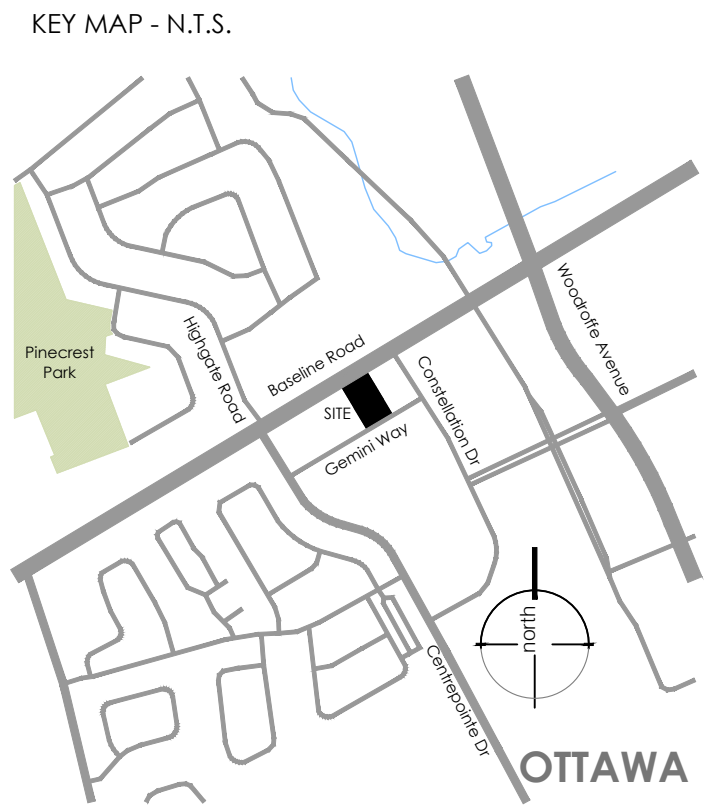 KEY MAP - N.T.S.
Woodroffe Avenue
Highgate Road
Baseline Road
Pinecrest
Park
Constellation Dr
SITE
Gemini Way
north
Centrepointe Dr
OTTAWA